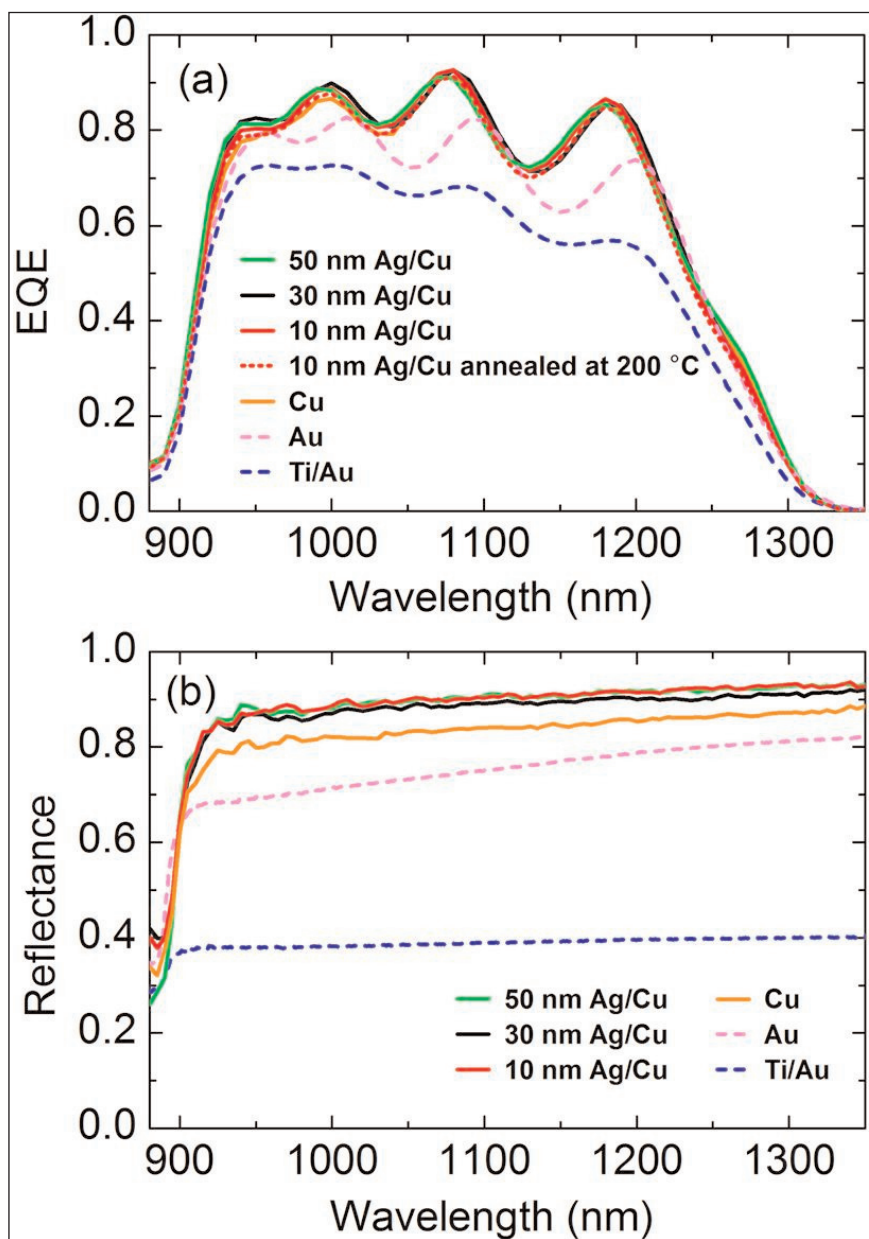 (a)
1.0
0.8
0.6
0.4
0.2
0.0
EQE
50 nm Ag/Cu
30 nm Ag/Cu
10 nm Ag/Cu
10 nm Ag/Cu annealed at 200 °C
Cu
Au
Ti/Au
900 1000 1100 1200 1300
Wavelength (nm)
(b)
1.0
0.8
0.6
0.4
0.2
0.0
Reflectance
50 nm Ag/Cu Cu
30 nm Ag/Cu Au
10 nm Ag/Cu Ti/Au
900 1000 1100 1200 1300
Wavelength (nm)